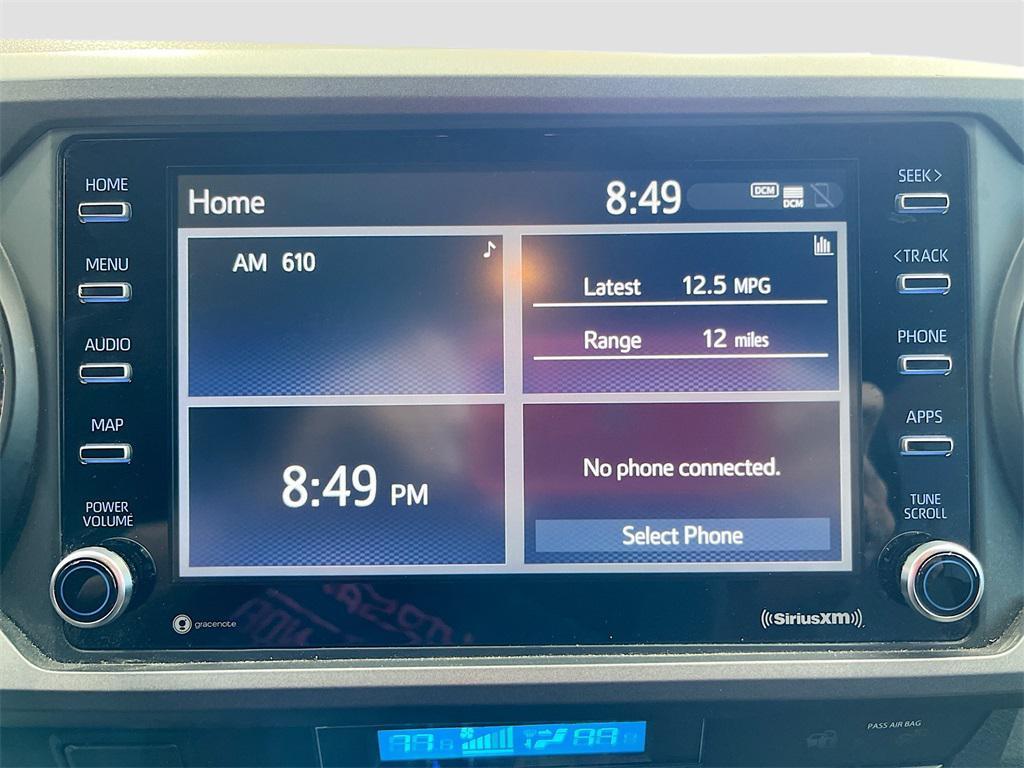 HOME
MENU
AUDIO
MAP
POWER
VOLUME
Home
8:49
DCM
DCM
AM 610
Latest 12.5 MPG
Range 12 miles
8:49 PM
No phone connected.
Select Phone
SEEK>
<TRACK
PHONE
APPS
TUNE
SCROLL
gracenote
SiriusXM
PASS AIR BAG